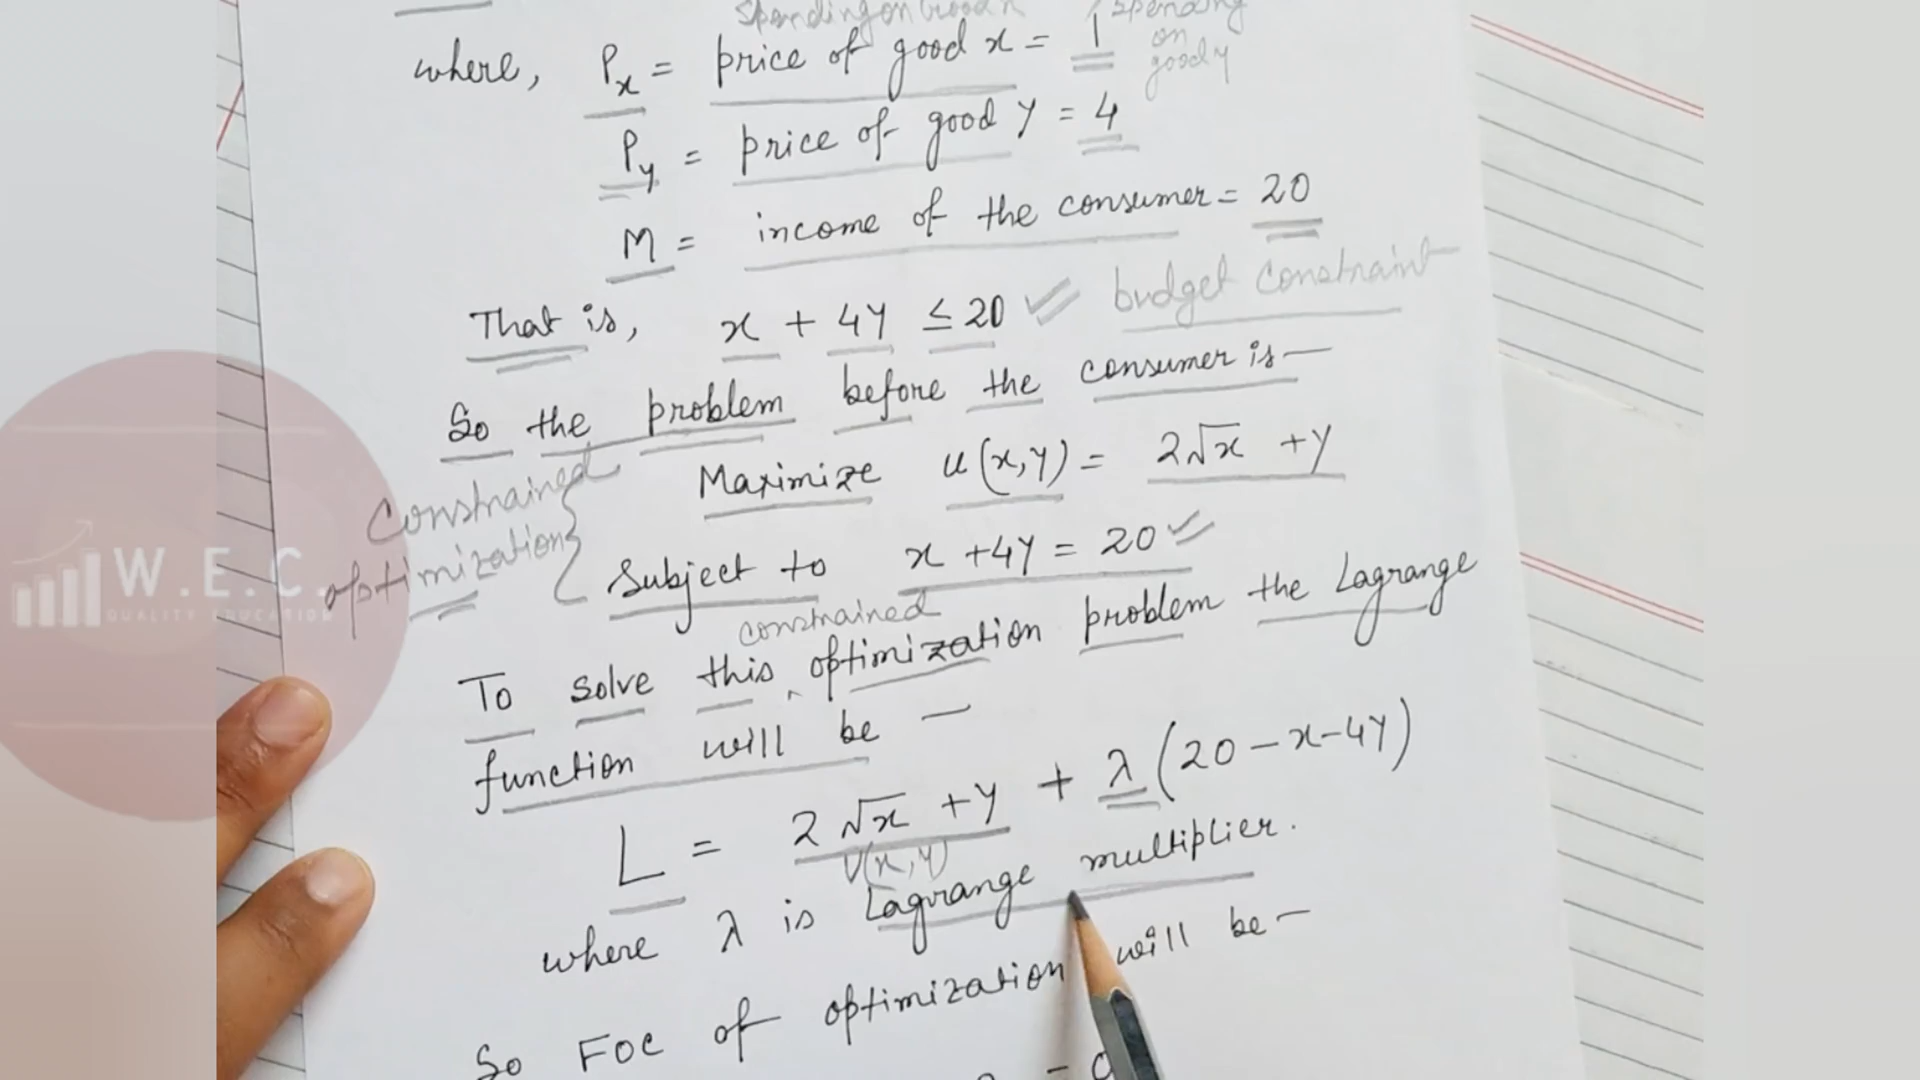 spending on good x spending
where, Px = price of good x = 1 on
good y
Py = price of good y = 4
M = income of the consumer = 20
That is, x + 4y ≤ 20 budget constraint
So the problem before the consumer is —
Maximize u(x,y) = 2√x + y
Constrained
optimization
Subject to x + 4y = 20
constrained
To solve this optimization problem the Lagrange
function will be —
L = 2√x + y + λ(20 - x - 4y)
U(x,y)
where λ is Lagrange multiplier.
So FOC of optimization will be —
W.E.C.
QUALITY EDUCATION